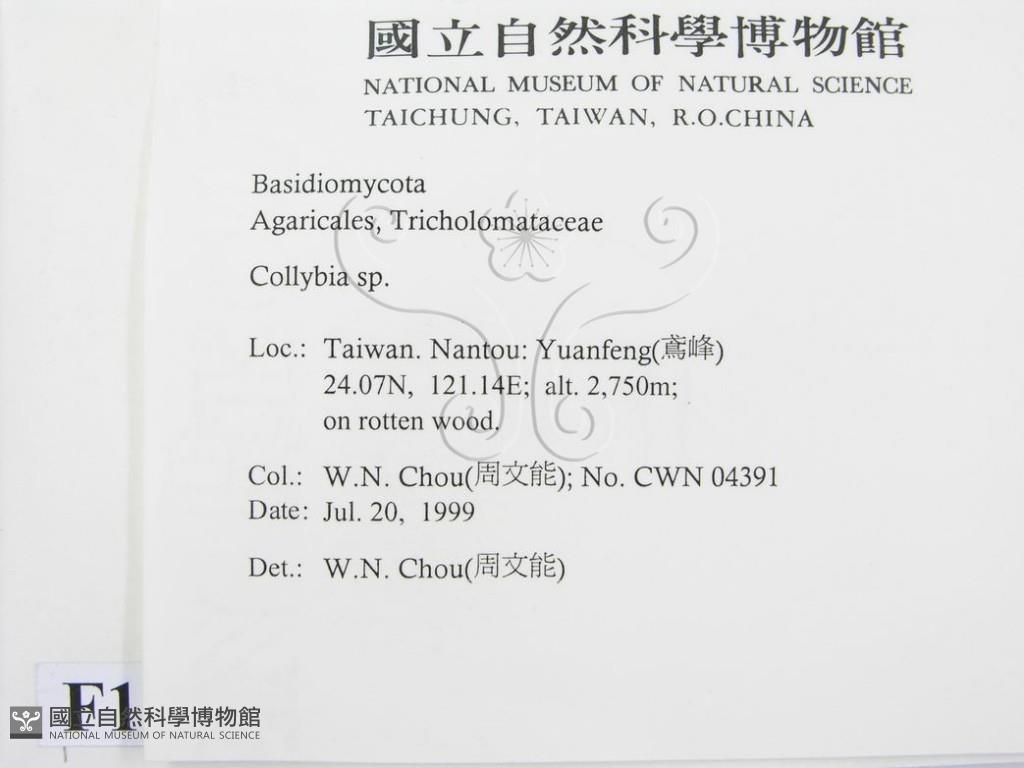 國立自然科學博物館
NATIONAL MUSEUM OF NATURAL SCIENCE
TAICHUNG, TAIWAN, R.O.CHINA
Basidiomycota
Agaricales, Tricholomataceae
Collybia sp.
Loc.: Taiwan. Nantou: Yuanfeng(鳶峰)
24.07N, 121.14E; alt. 2,750m;
on rotten wood.
Col.: W.N. Chou(周文能); No. CWN 04391
Date: Jul. 20, 1999
Det.: W.N. Chou(周文能)
F1
國立自然科學博物館
NATIONAL MUSEUM OF NATURAL SCIENCE